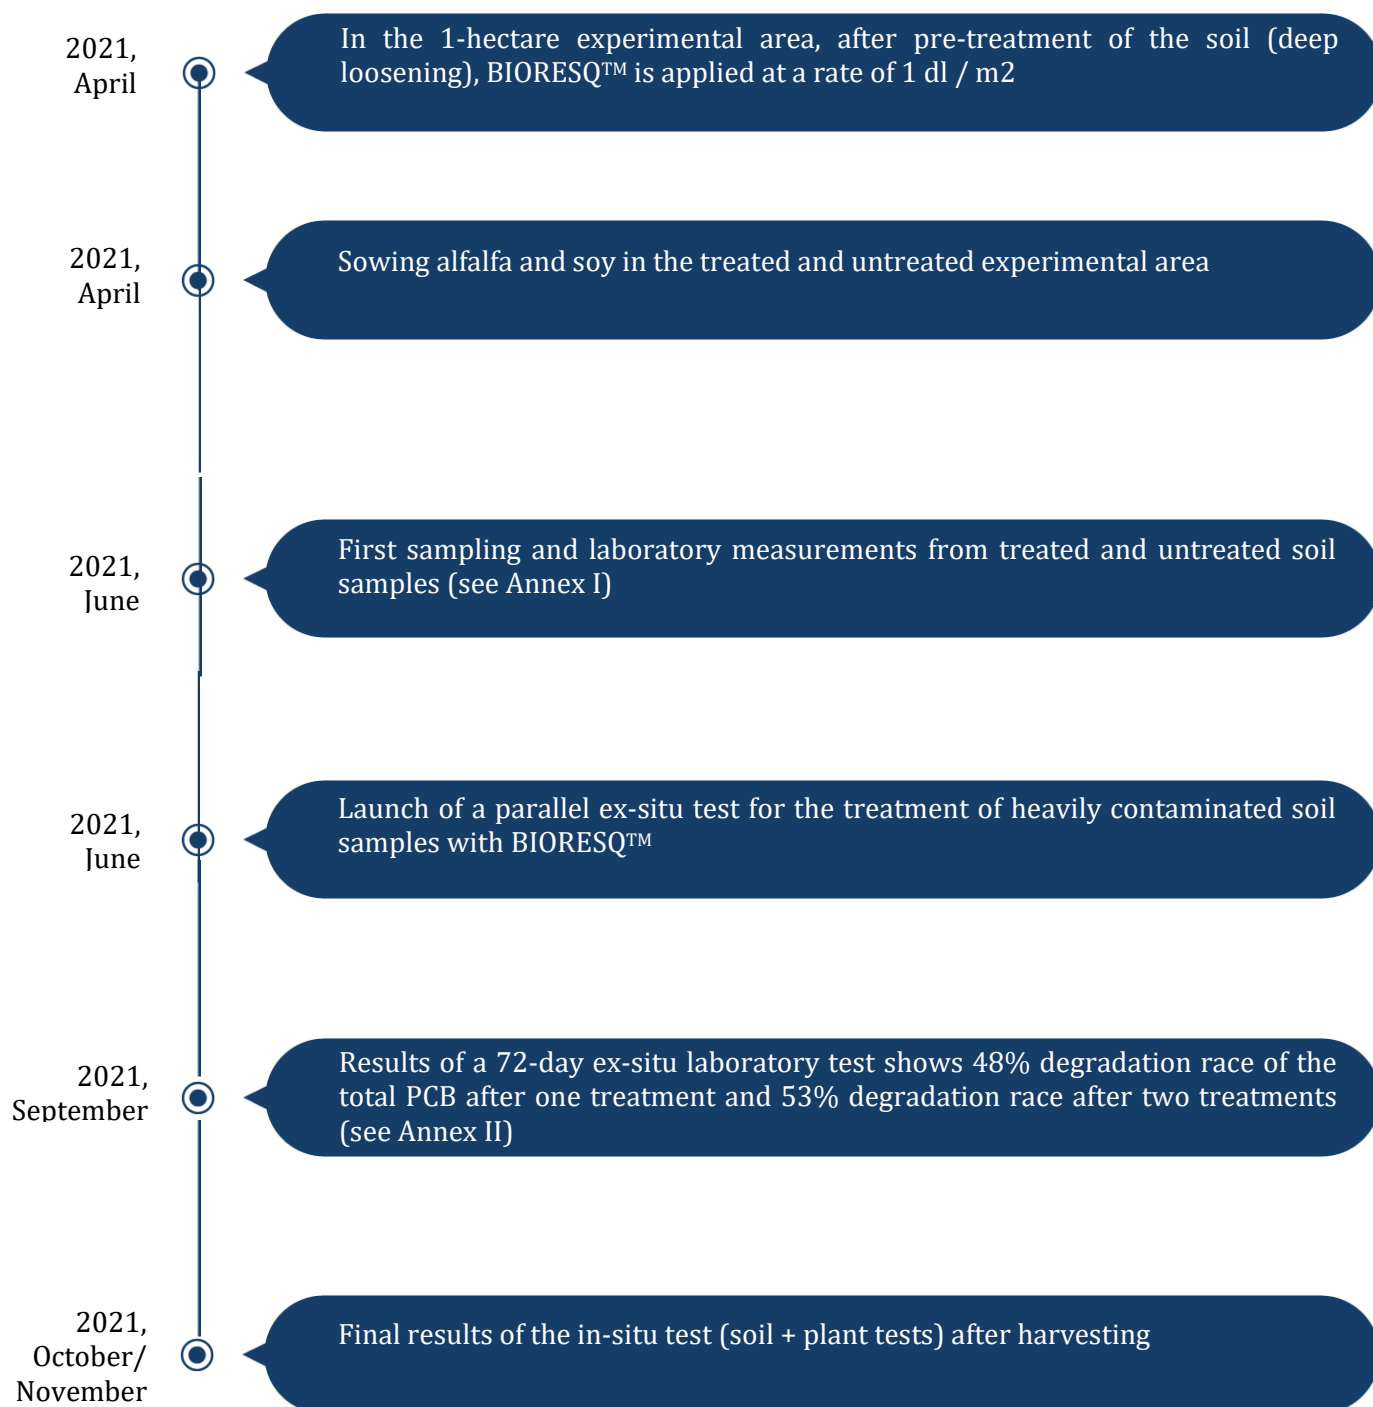 2021,
April
In the 1-hectare experimental area, after pre-treatment of the soil (deep
loosening), BIORESQ™ is applied at a rate of 1 dl / m2
2021,
April
Sowing alfalfa and soy in the treated and untreated experimental area
2021,
June
First sampling and laboratory measurements from treated and untreated soil
samples (see Annex I)
2021,
June
Launch of a parallel ex-situ test for the treatment of heavily contaminated soil
samples with BIORESQ™
2021,
September
Results of a 72-day ex-situ laboratory test shows 48% degradation race of the
total PCB after one treatment and 53% degradation race after two treatments
(see Annex II)
2021,
October/
November
Final results of the in-situ test (soil + plant tests) after harvesting